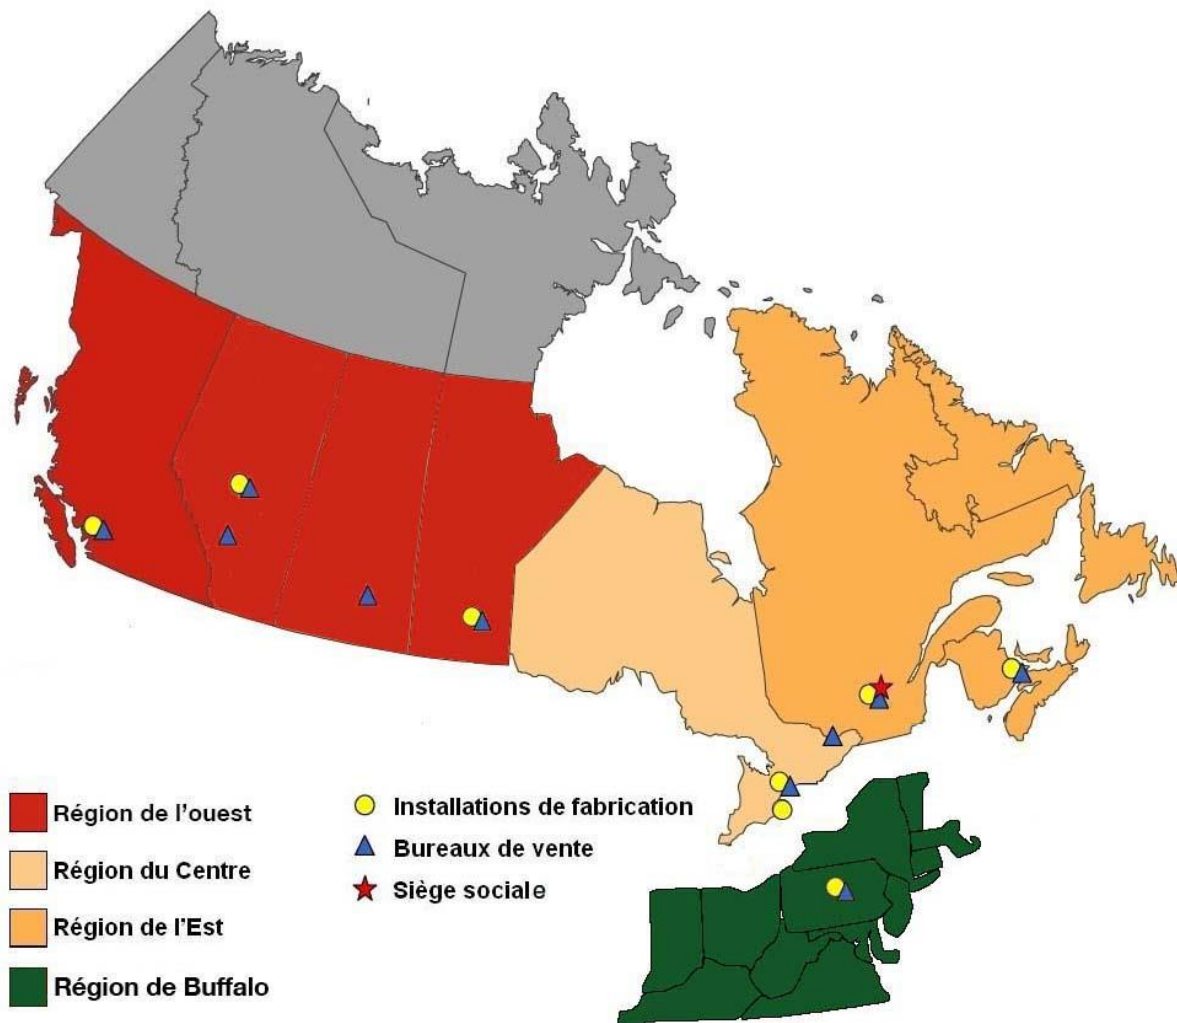 Région de l'ouest
Région du Centre
Région de l'Est
Région de Buffalo
Installations de fabrication
Bureaux de vente
Siège sociale